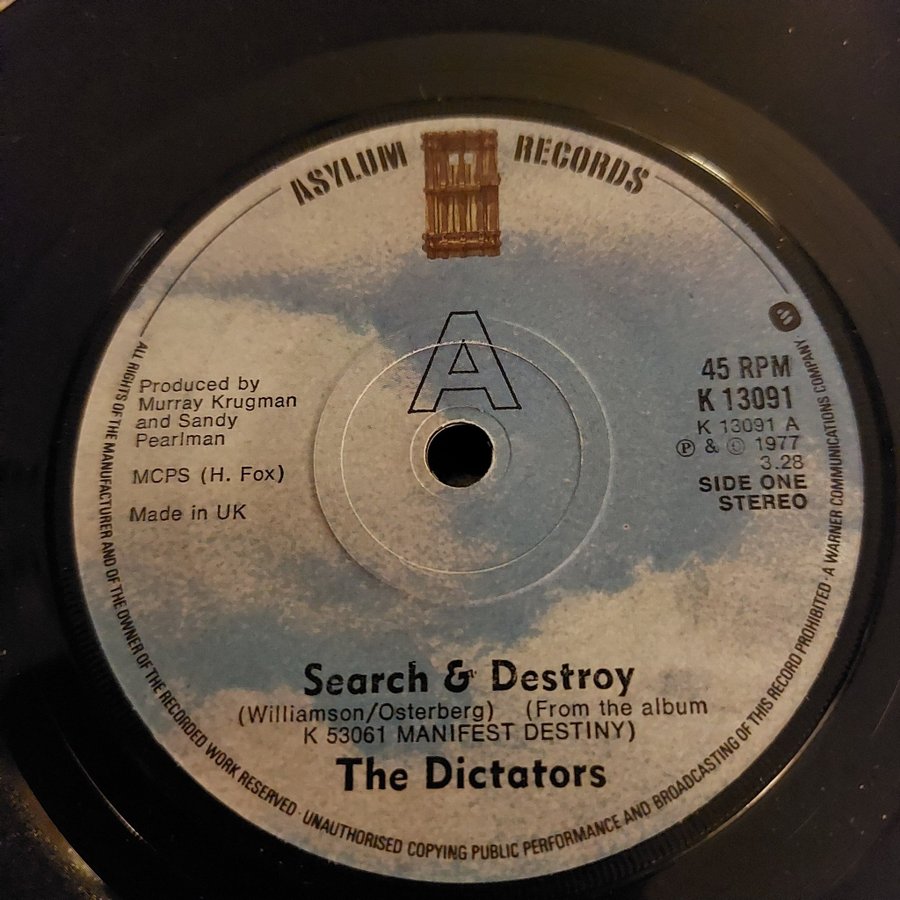 ASYLUM RECORDS
A
Produced by
Murray Krugman
and Sandy
Pearlman
MCPS (H. Fox)
Made in UK
45 RPM
K 13091
K 13091 A
Ⓟ & © 1977
3.28
SIDE ONE
STEREO
Search & Destroy
(Williamson/Osterberg) (From the album
K 53061 MANIFEST DESTINY)
The Dictators
ALL RIGHTS OF THE MANUFACTURER AND OF THE OWNER OF THE RECORDED WORK RESERVED · UNAUTHORISED COPYING PUBLIC PERFORMANCE AND BROADCASTING OF THIS RECORD PROHIBITED · A WARNER COMMUNICATIONS COMPANY